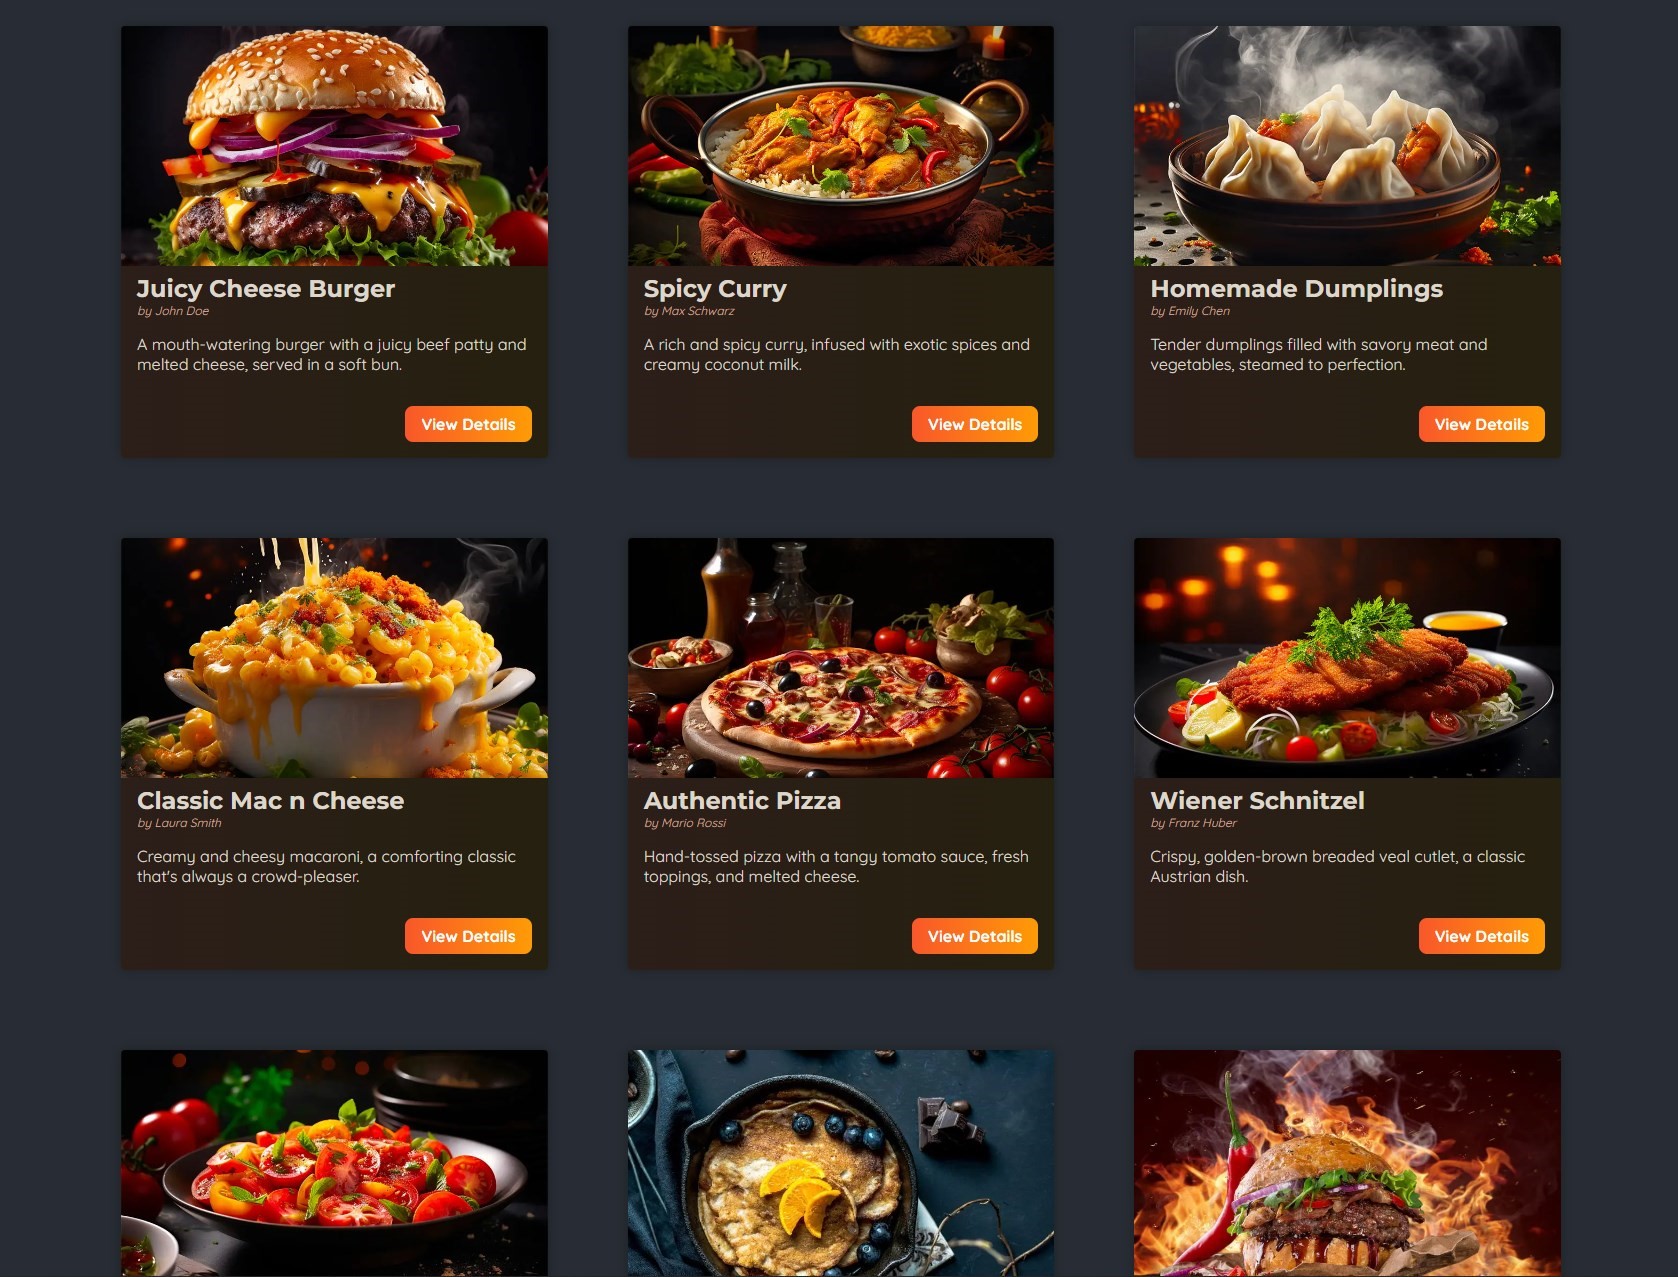 Juicy Cheese Burger
by John Doe
A mouth-watering burger with a juicy beef patty and
melted cheese, served in a soft bun.
View Details
Spicy Curry
by Max Schwarz
A rich and spicy curry, infused with exotic spices and
creamy coconut milk.
View Details
Homemade Dumplings
by Emily Chen
Tender dumplings filled with savory meat and
vegetables, steamed to perfection.
View Details
Classic Mac n Cheese
by Laura Smith
Creamy and cheesy macaroni, a comforting classic
that's always a crowd-pleaser.
View Details
Authentic Pizza
by Mario Rossi
Hand-tossed pizza with a tangy tomato sauce, fresh
toppings, and melted cheese.
View Details
Wiener Schnitzel
by Franz Huber
Crispy, golden-brown breaded veal cutlet, a classic
Austrian dish.
View Details